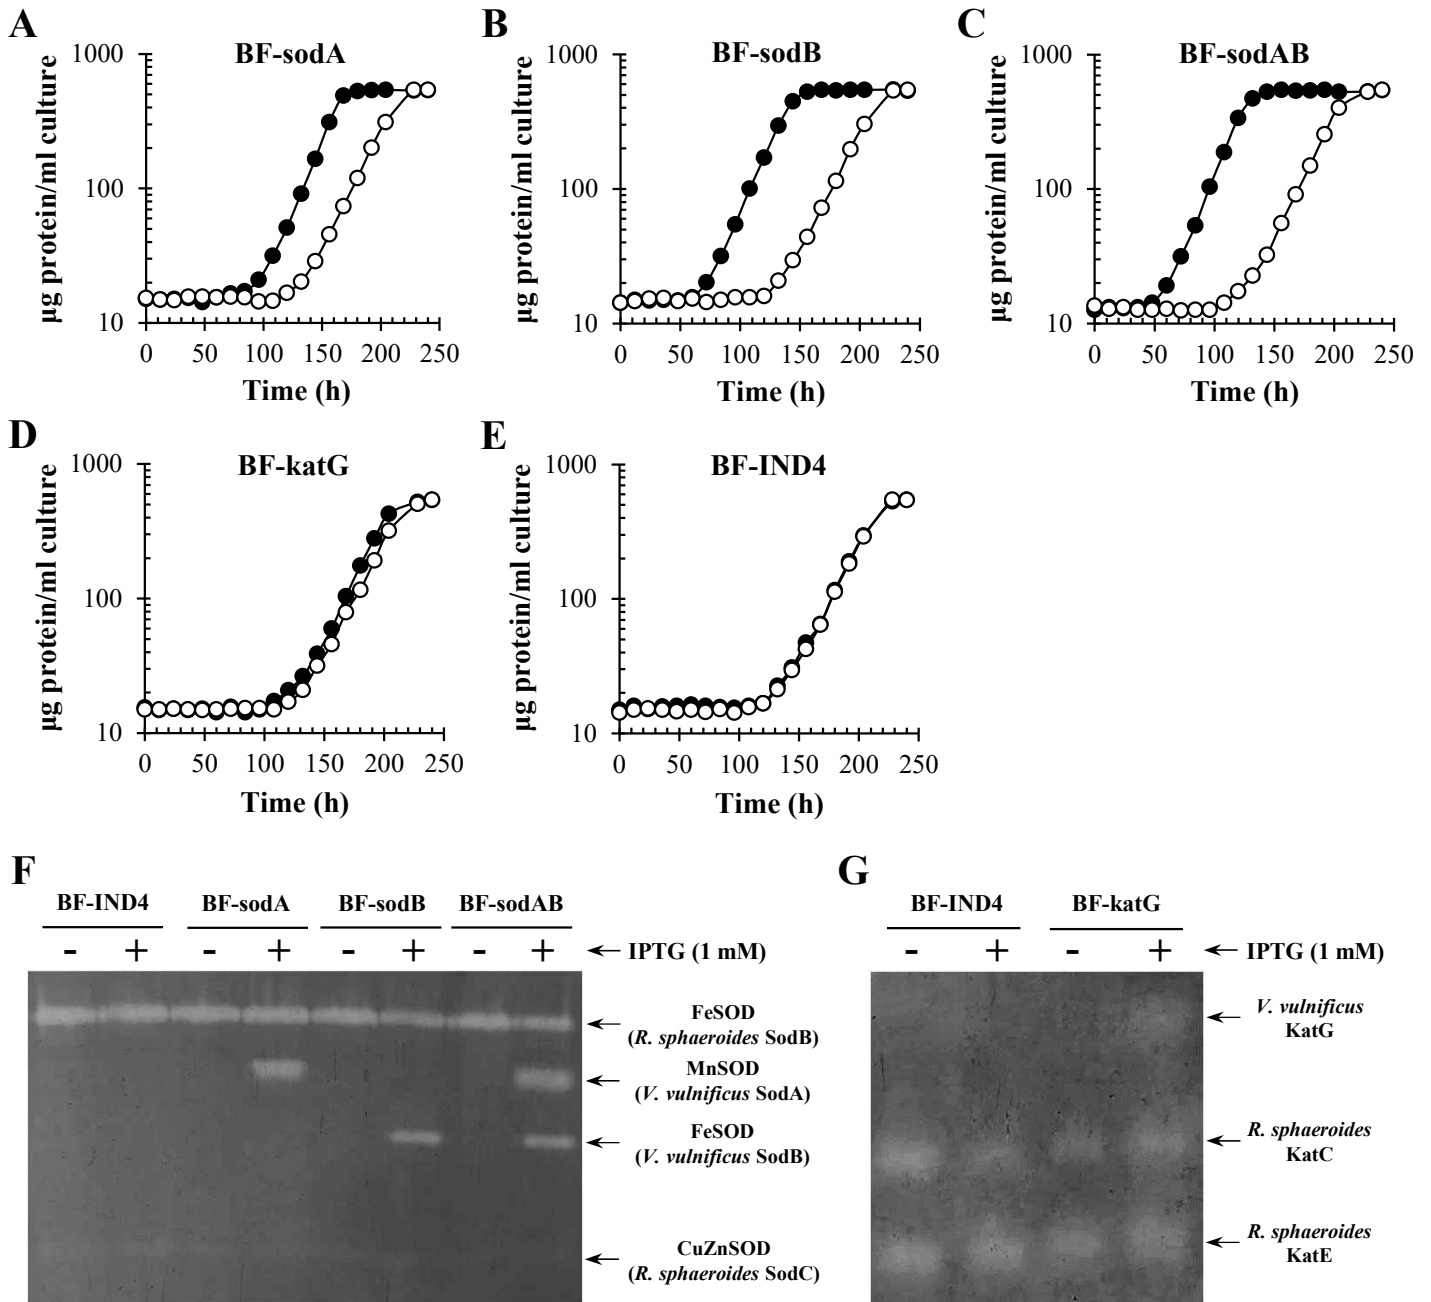 A
BF-sodA
µg protein/ml culture
1000
100
10
0 50 100 150 200 250
Time (h)
B
BF-sodB
µg protein/ml culture
1000
100
10
0 50 100 150 200 250
Time (h)
C
BF-sodAB
µg protein/ml culture
1000
100
10
0 50 100 150 200 250
Time (h)
D
BF-katG
µg protein/ml culture
1000
100
10
0 50 100 150 200 250
Time (h)
E
BF-IND4
µg protein/ml culture
1000
100
10
0 50 100 150 200 250
Time (h)
F
BF-IND4 BF-sodA BF-sodB BF-sodAB
- + - + - + - + IPTG (1 mM)
FeSOD
(R. sphaeroides SodB)
MnSOD
(V. vulnificus SodA)
FeSOD
(V. vulnificus SodB)
CuZnSOD
(R. sphaeroides SodC)
G
BF-IND4 BF-katG
- + - + IPTG (1 mM)
V. vulnificus
KatG
R. sphaeroides
KatC
R. sphaeroides
KatE